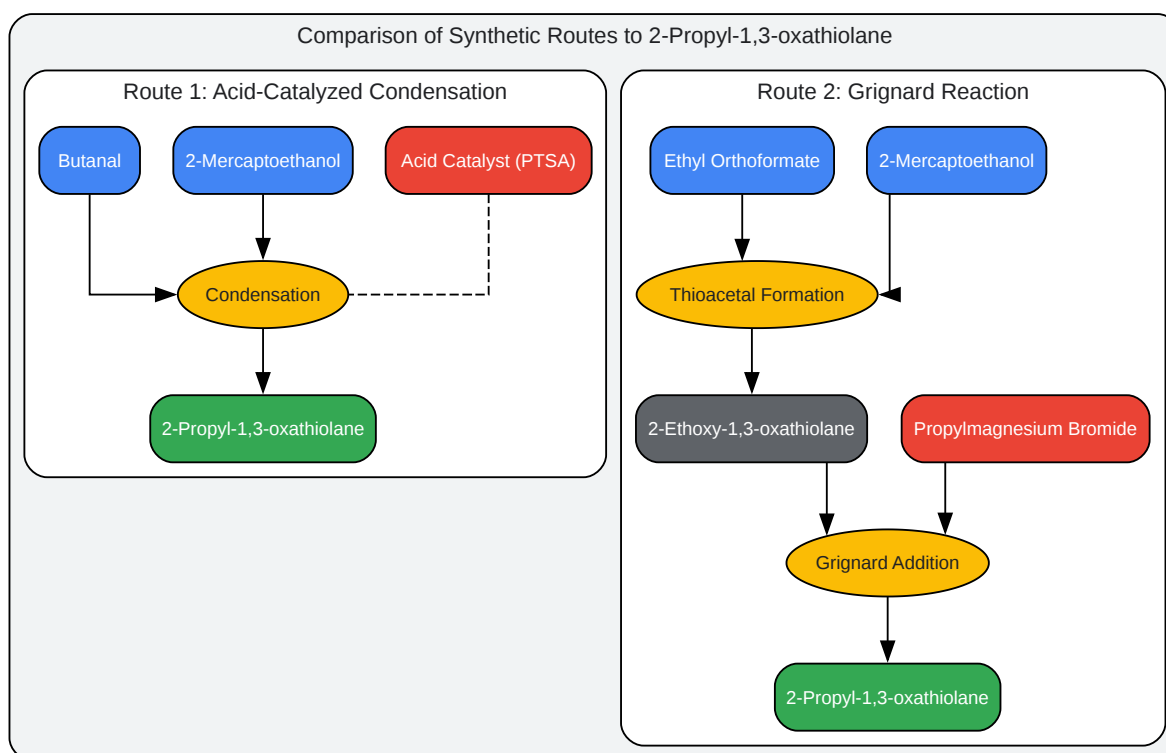 Comparison of Synthetic Routes to 2-Propyl-1,3-oxathiolane
Route 1: Acid-Catalyzed Condensation
Butanal
2-Mercaptoethanol
Acid Catalyst (PTSA)
Condensation
2-Propyl-1,3-oxathiolane
Route 2: Grignard Reaction
Ethyl Orthoformate
2-Mercaptoethanol
Thioacetal Formation
2-Ethoxy-1,3-oxathiolane
Propylmagnesium Bromide
Grignard Addition
2-Propyl-1,3-oxathiolane